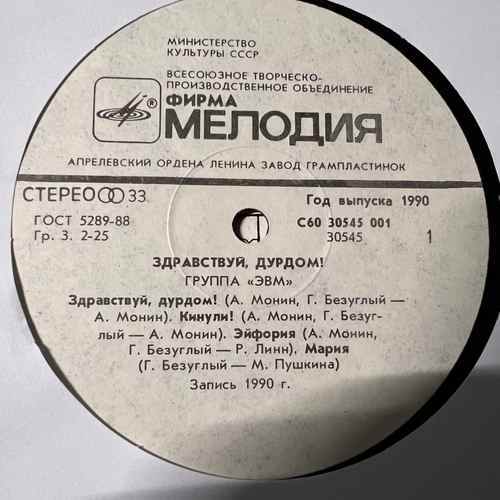 МИНИСТЕРСТВО
КУЛЬТУРЫ СССР
ВСЕСОЮЗНОЕ ТВОРЧЕСКО-
ПРОИЗВОДСТВЕННОЕ ОБЪЕДИНЕНИЕ
® ФИРМА
МЕЛОДИЯ
АПРЕЛЕВСКИЙ ОРДЕНА ЛЕНИНА ЗАВОД ГРАМПЛАСТИНОК
СТЕРЕО 33
Год выпуска 1990
ГОСТ 5289-88
С60 30545 001
Гр. 3. 2-25
30545 1
ЗДРАВСТВУЙ, ДУРДОМ!
ГРУППА «ЭВМ»
Здравствуй, дурдом! (А. Монин, Г. Безуглый —
А. Монин). Кинули! (А. Монин, Г. Безуг-
лый — А. Монин). Эйфория (А. Монин,
Г. Безуглый — Р. Линн). Мария
(Г. Безуглый — М. Пушкина)
Запись 1990 г.